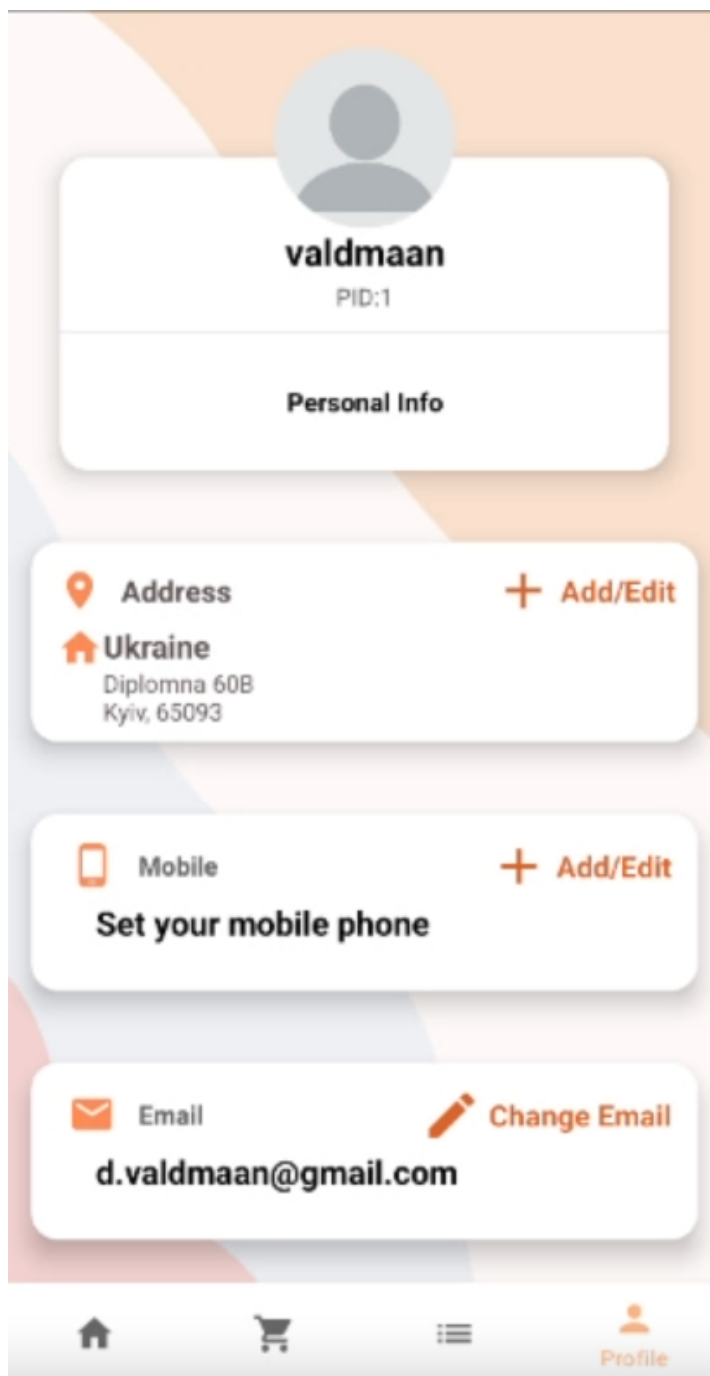 valdmaan
PID:1
Personal Info
Address
Add/Edit
Ukraine
Diplomna 60B
Kyiv, 65093
Mobile
Add/Edit
Set your mobile phone
Email
Change Email
d.valdmaan@gmail.com
Profile